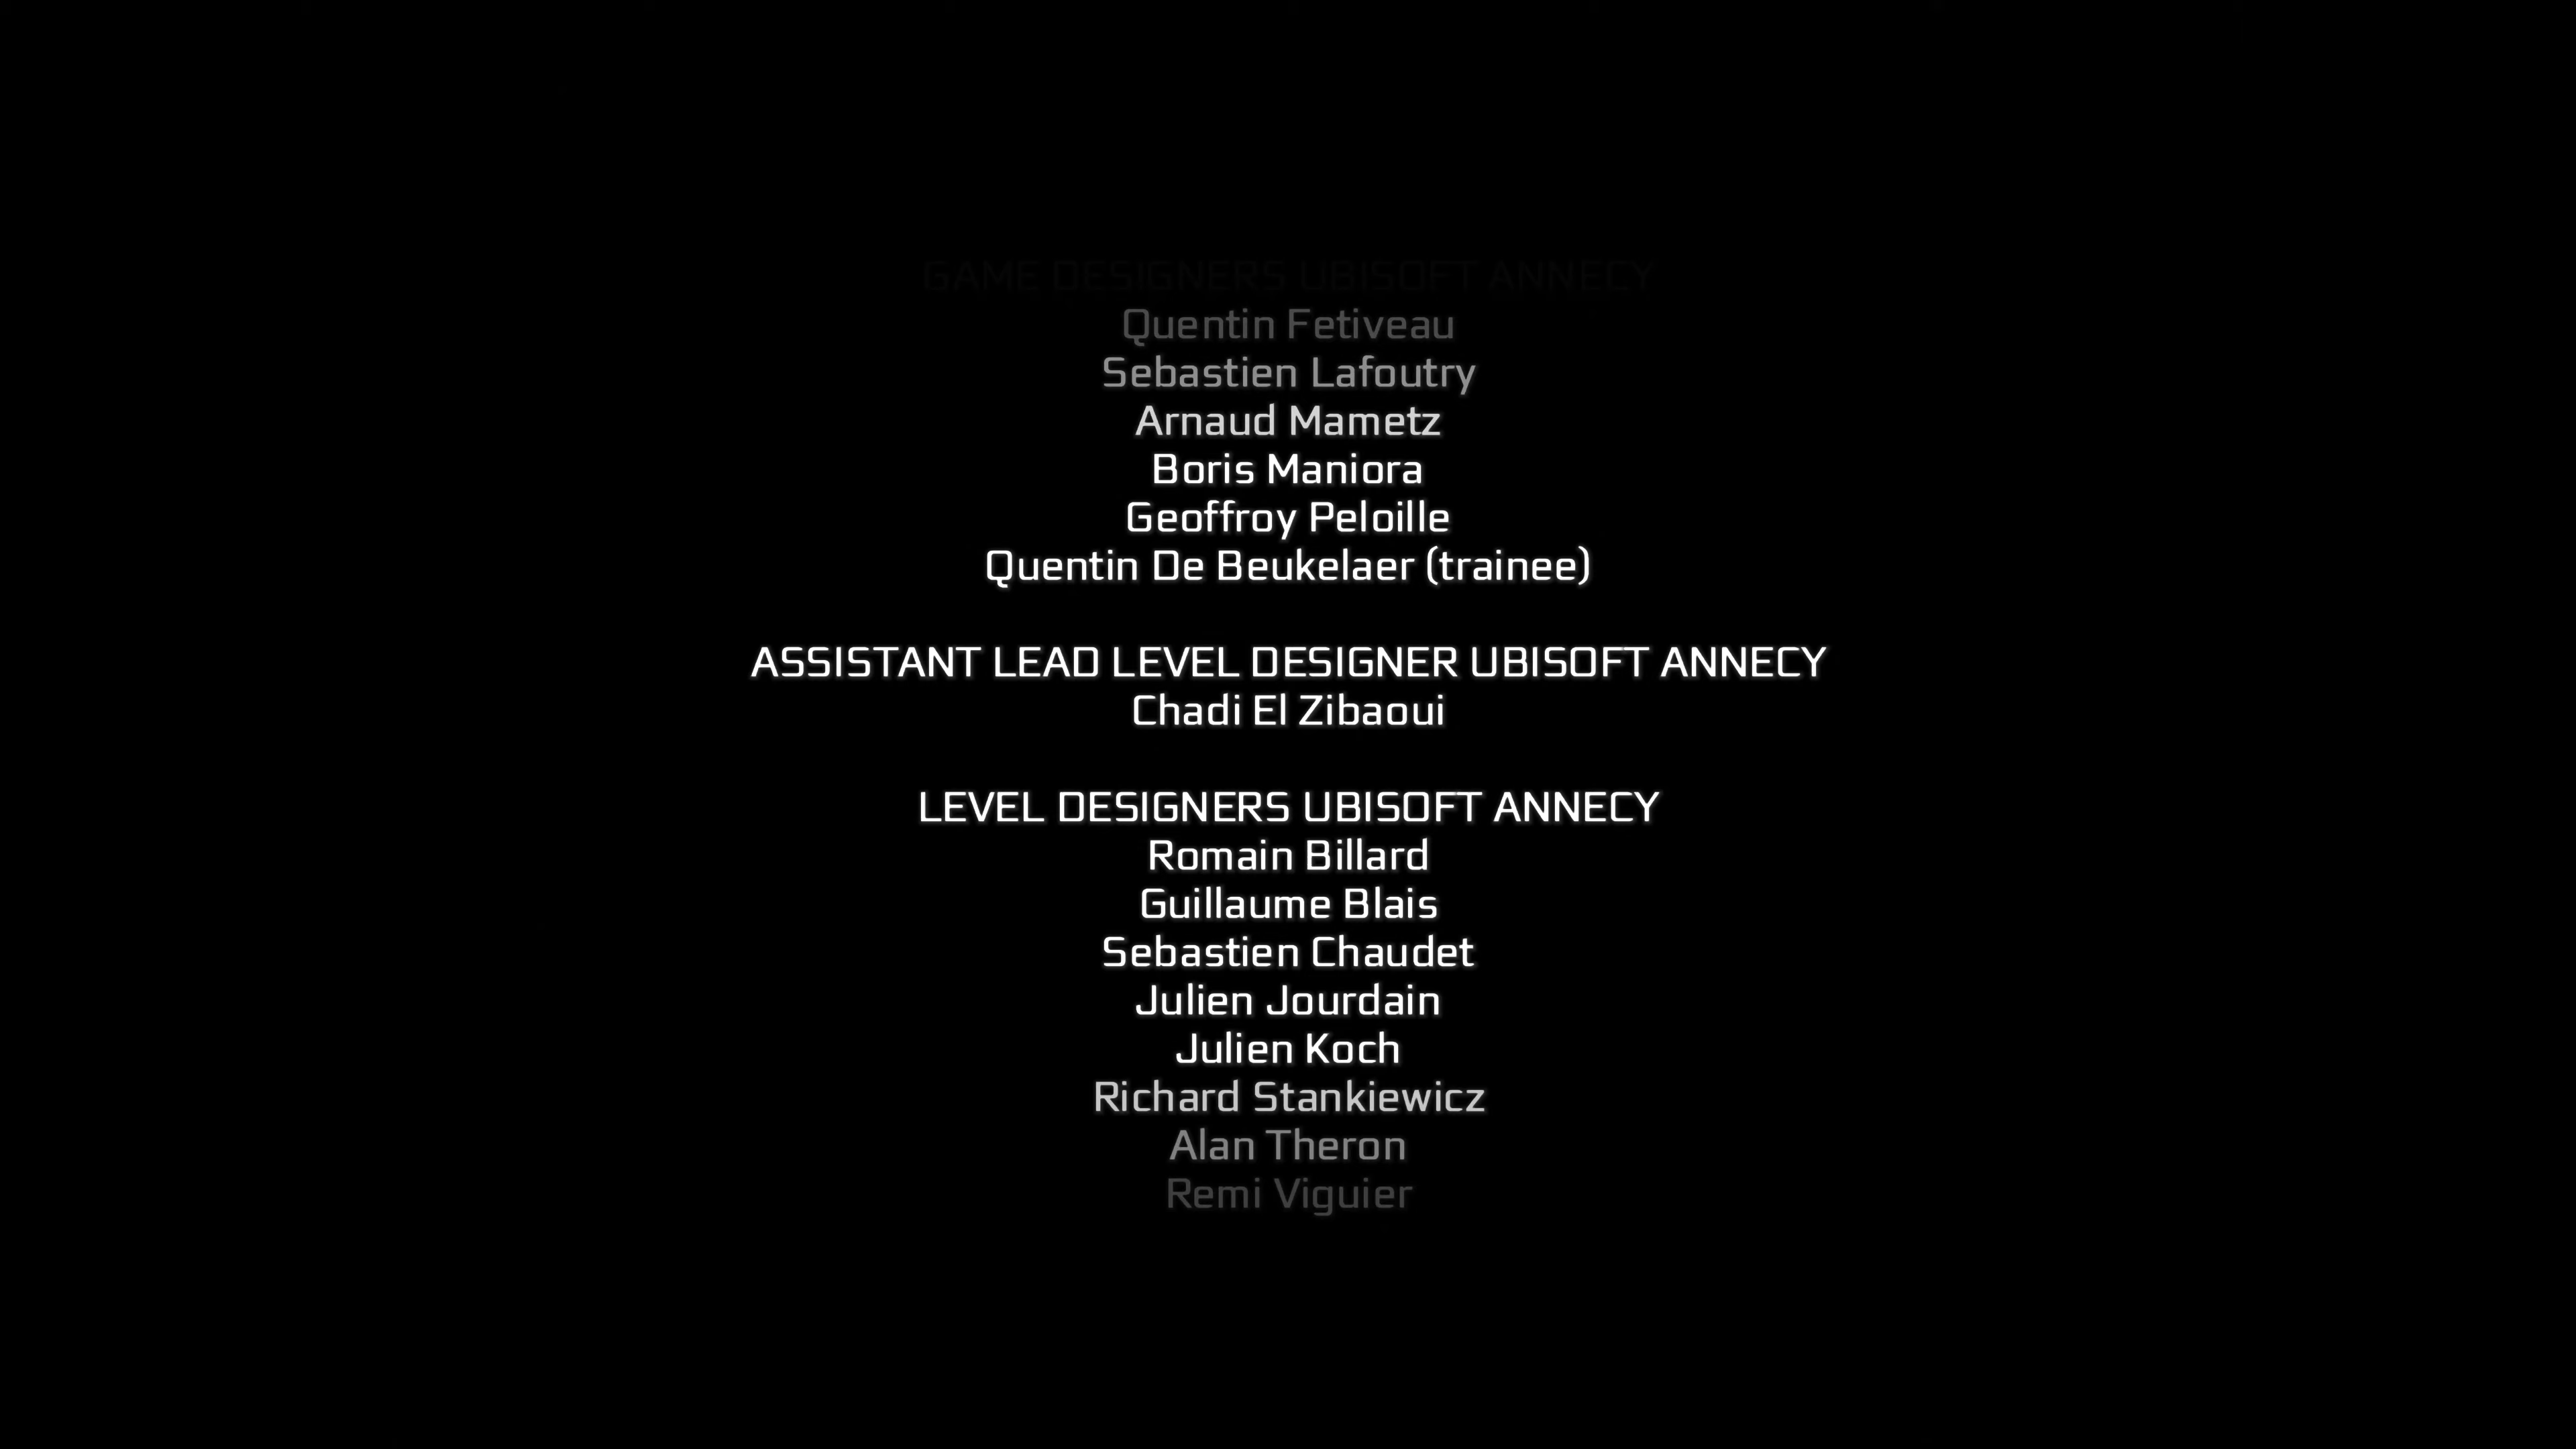 GAME DESIGNERS UBISOFT ANNECY
Quentin Fetiveau
Sebastien Lafoutry
Arnaud Mametz
Boris Maniora
Geoffroy Peloille
Quentin De Beukelaer (trainee)
ASSISTANT LEAD LEVEL DESIGNER UBISOFT ANNECY
Chadi El Zibaoui
LEVEL DESIGNERS UBISOFT ANNECY
Romain Billard
Guillaume Blais
Sebastien Chaudet
Julien Jourdain
Julien Koch
Richard Stankiewicz
Alan Theron
Remi Viguier